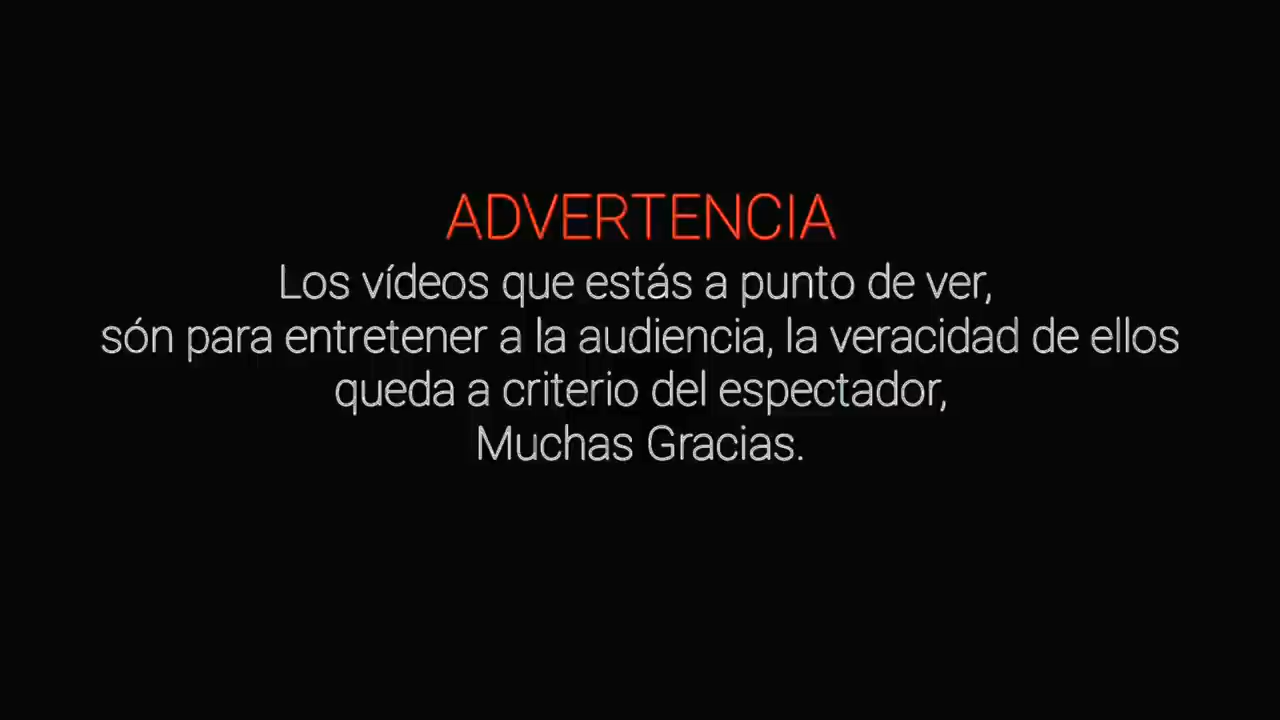 ADVERTENCIA
Los vídeos que estás a punto de ver,
són para entretener a la audiencia, la veracidad de ellos
queda a criterio del espectador,
Muchas Gracias.